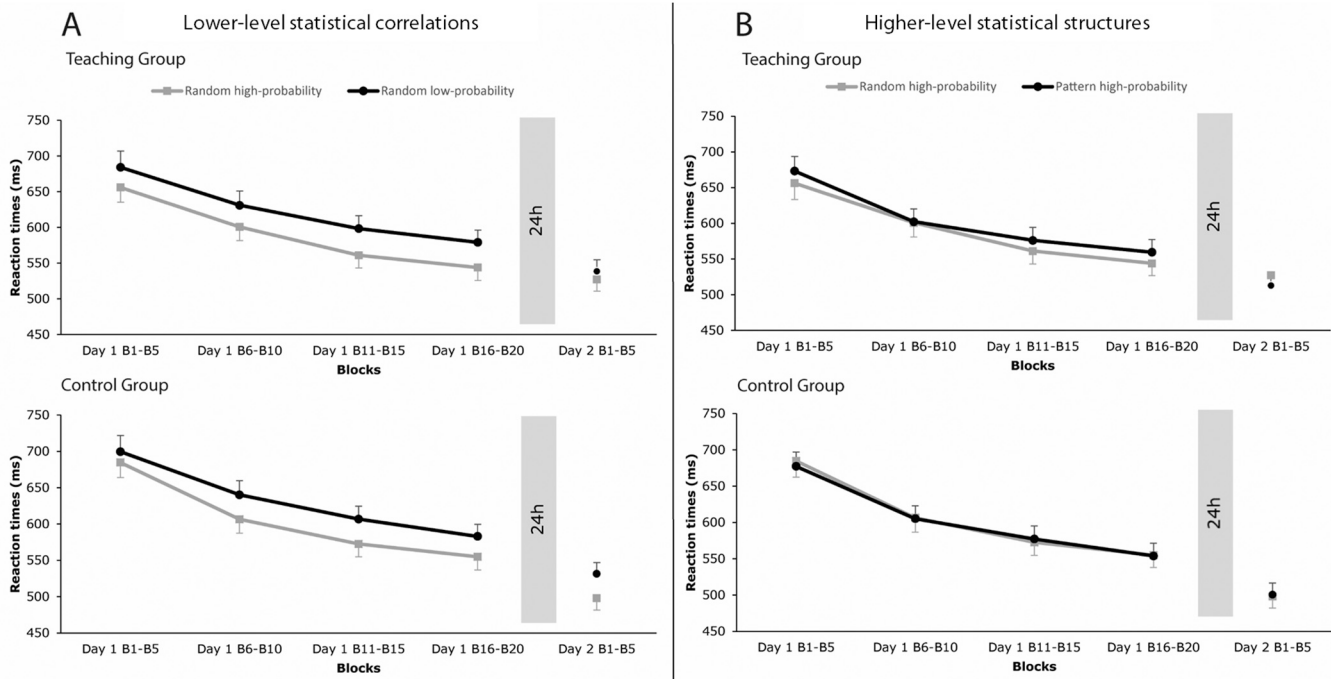 A
Lower-level statistical correlations
Teaching Group
Random high-probability
Random low-probability
Reaction times (ms)
750
700
650
600
550
500
450
24h
Day 1 B1-B5
Day 1 B6-B10
Day 1 B11-B15
Day 1 B16-B20
Day 2 B1-B5
Blocks
Control Group
Reaction times (ms)
750
700
650
600
550
500
450
24h
Day 1 B1-B5
Day 1 B6-B10
Day 1 B11-B15
Day 1 B16-B20
Day 2 B1-B5
Blocks
B
Higher-level statistical structures
Teaching Group
Random high-probability
Pattern high-probability
Reaction times (ms)
750
700
650
600
550
500
450
24h
Day 1 B1-B5
Day 1 B6-B10
Day 1 B11-B15
Day 1 B16-B20
Day 2 B1-B5
Blocks
Control Group
Reaction times (ms)
750
700
650
600
550
500
450
24h
Day 1 B1-B5
Day 1 B6-B10
Day 1 B11-B15
Day 1 B16-B20
Day 2 B1-B5
Blocks